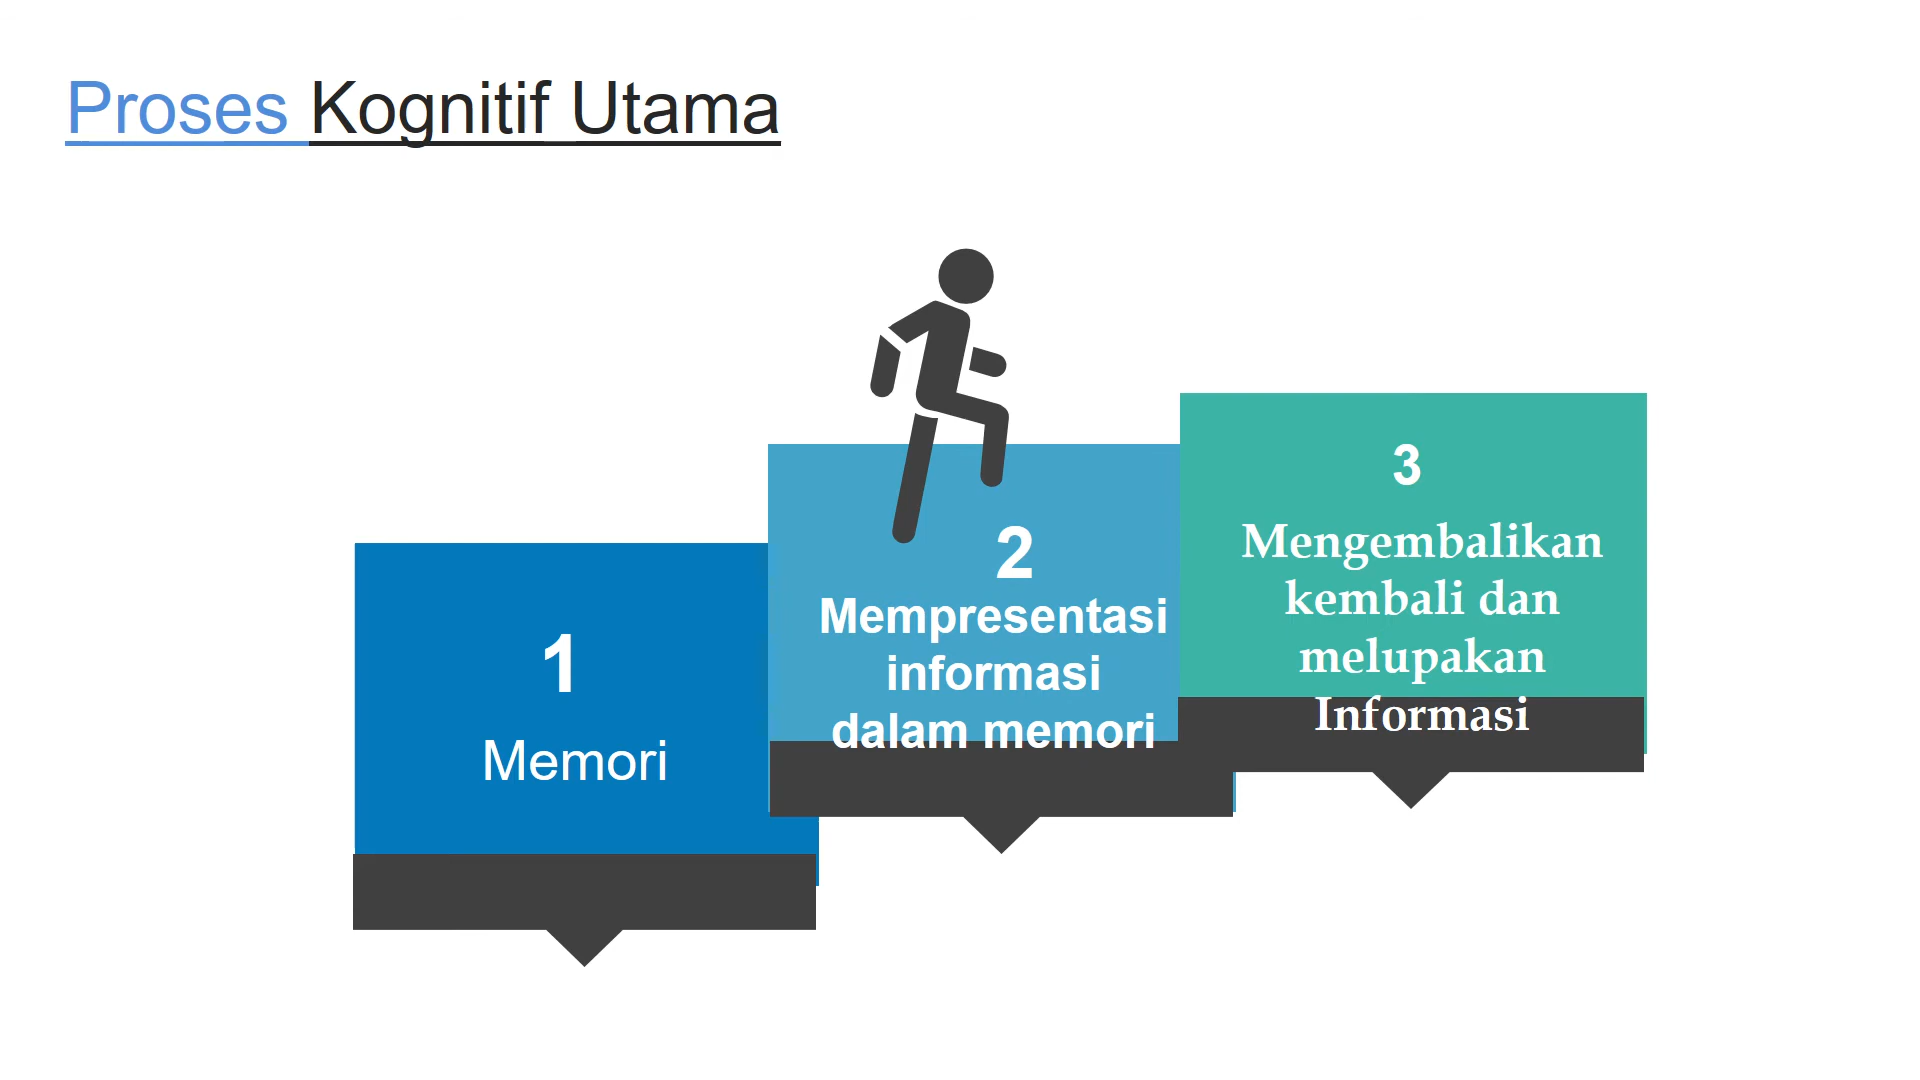 Proses Kognitif Utama
1
Memori
2
Mempresentasi
informasi
dalam memori
3
Mengembalikan
kembali dan
melupakan
Informasi